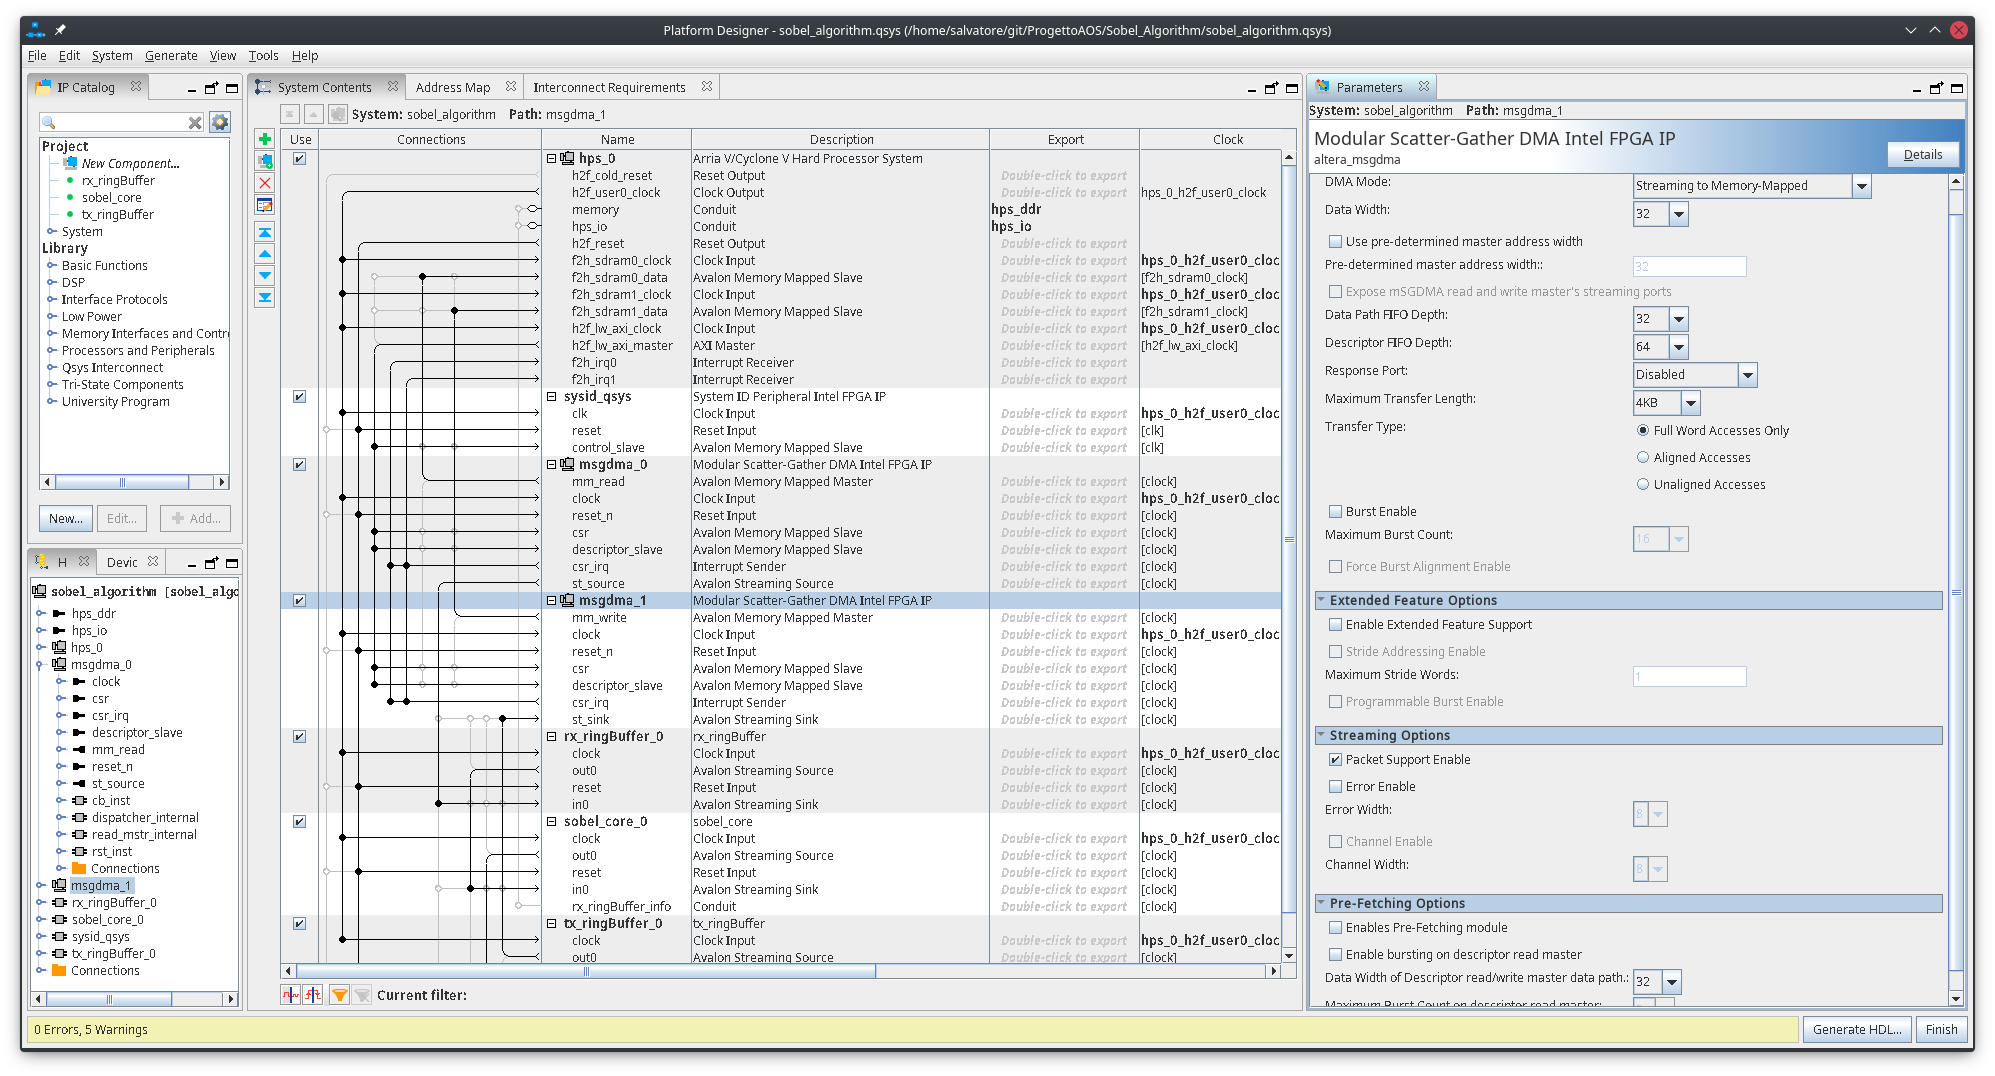 Platform Designer - sobel_algorithm.qsys (/home/salvatore/git/ProgettoAOS/Sobel_Algorithm/sobel_algorithm.qsys)
File Edit System Generate View Tools Help
IP Catalog
Project
New Component...
rx_ringBuffer
sobel_core
tx_ringBuffer
System
Library
Basic Functions
DSP
Interface Protocols
Low Power
Memory Interfaces and Contr
Processors and Peripherals
Qsys Interconnect
Tri-State Components
University Program
New... Edit... Add...
H Devic
sobel_algorithm [sobel_algo
hps_ddr
hps_io
hps_0
msgdma_0
clock
csr
csr_irq
descriptor_slave
mm_read
reset_n
st_source
cb_inst
dispatcher_internal
read_mstr_internal
rst_inst
Connections
msgdma_1
rx_ringBuffer_0
sobel_core_0
sysid_qsys
tx_ringBuffer_0
Connections
System Contents Address Map Interconnect Requirements
System: sobel_algorithm Path: msgdma_1
Use Connections Name Description Export Clock
hps_0 Arria V/Cyclone V Hard Processor System
h2f_cold_reset Reset Output Double-click to export
h2f_user0_clock Clock Output Double-click to export hps_0_h2f_user0_clock
memory Conduit hps_ddr
hps_io Conduit hps_io
h2f_reset Reset Output Double-click to export
f2h_sdram0_clock Clock Input Double-click to export hps_0_h2f_user0_cloc
f2h_sdram0_data Avalon Memory Mapped Slave Double-click to export [f2h_sdram0_clock]
f2h_sdram1_clock Clock Input Double-click to export hps_0_h2f_user0_cloc
f2h_sdram1_data Avalon Memory Mapped Slave Double-click to export [f2h_sdram1_clock]
h2f_lw_axi_clock Clock Input Double-click to export hps_0_h2f_user0_cloc
h2f_lw_axi_master AXI Master Double-click to export [h2f_lw_axi_clock]
f2h_irq0 Interrupt Receiver Double-click to export
f2h_irq1 Interrupt Receiver Double-click to export
sysid_qsys System ID Peripheral Intel FPGA IP
clk Clock Input Double-click to export hps_0_h2f_user0_cloc
reset Reset Input Double-click to export [clk]
control_slave Avalon Memory Mapped Slave Double-click to export [clk]
msgdma_0 Modular Scatter-Gather DMA Intel FPGA IP
mm_read Avalon Memory Mapped Master Double-click to export [clock]
clock Clock Input Double-click to export hps_0_h2f_user0_cloc
reset_n Reset Input Double-click to export [clock]
csr Avalon Memory Mapped Slave Double-click to export [clock]
descriptor_slave Avalon Memory Mapped Slave Double-click to export [clock]
csr_irq Interrupt Sender Double-click to export [clock]
st_source Avalon Streaming Source Double-click to export [clock]
msgdma_1 Modular Scatter-Gather DMA Intel FPGA IP
mm_write Avalon Memory Mapped Master Double-click to export [clock]
clock Clock Input Double-click to export hps_0_h2f_user0_cloc
reset_n Reset Input Double-click to export [clock]
csr Avalon Memory Mapped Slave Double-click to export [clock]
descriptor_slave Avalon Memory Mapped Slave Double-click to export [clock]
csr_irq Interrupt Sender Double-click to export [clock]
st_sink Avalon Streaming Sink Double-click to export [clock]
rx_ringBuffer_0 rx_ringBuffer
clock Clock Input Double-click to export hps_0_h2f_user0_cloc
out0 Avalon Streaming Source Double-click to export [clock]
reset Reset Input Double-click to export [clock]
in0 Avalon Streaming Sink Double-click to export [clock]
sobel_core_0 sobel_core
clock Clock Input Double-click to export hps_0_h2f_user0_cloc
out0 Avalon Streaming Source Double-click to export [clock]
reset Reset Input Double-click to export [clock]
in0 Avalon Streaming Sink Double-click to export [clock]
rx_ringBuffer_info Conduit Double-click to export [clock]
tx_ringBuffer_0 tx_ringBuffer
clock Clock Input Double-click to export hps_0_h2f_user0_cloc
out0 Avalon Streaming Source Double-click to export [clock]
Current filter:
Parameters
System: sobel_algorithm Path: msgdma_1
Modular Scatter-Gather DMA Intel FPGA IP
altera_msgdma
Details
DMA Mode: Streaming to Memory-Mapped
Data Width: 32
Use pre-determined master address width
Pre-determined master address width:: 32
Expose mSGDMA read and write master's streaming ports
Data Path FIFO Depth: 32
Descriptor FIFO Depth: 64
Response Port: Disabled
Maximum Transfer Length: 4KB
Transfer Type: Full Word Accesses Only
Aligned Accesses
Unaligned Accesses
Burst Enable
Maximum Burst Count: 16
Force Burst Alignment Enable
Extended Feature Options
Enable Extended Feature Support
Stride Addressing Enable
Maximum Stride Words: 1
Programmable Burst Enable
Streaming Options
Packet Support Enable
Error Enable
Error Width: 8
Channel Enable
Channel Width: 8
Pre-Fetching Options
Enables Pre-Fetching module
Enable bursting on descriptor read master
Data Width of Descriptor read/write master data path.: 32
Maximum Burst Count on descriptor read master:
0 Errors, 5 Warnings
Generate HDL... Finish